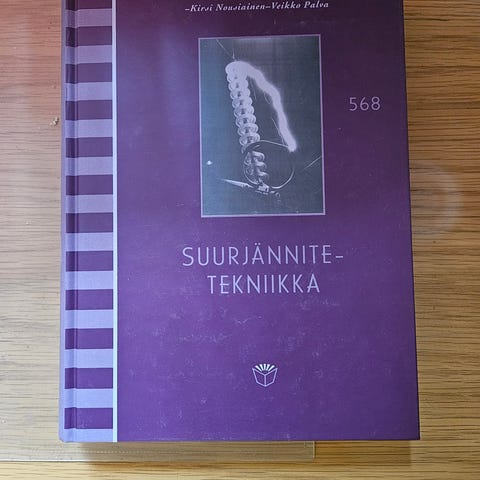 –Kirsi Nousiainen–Veikko Palva
568
SUURJÄNNITE-
TEKNIIKKA